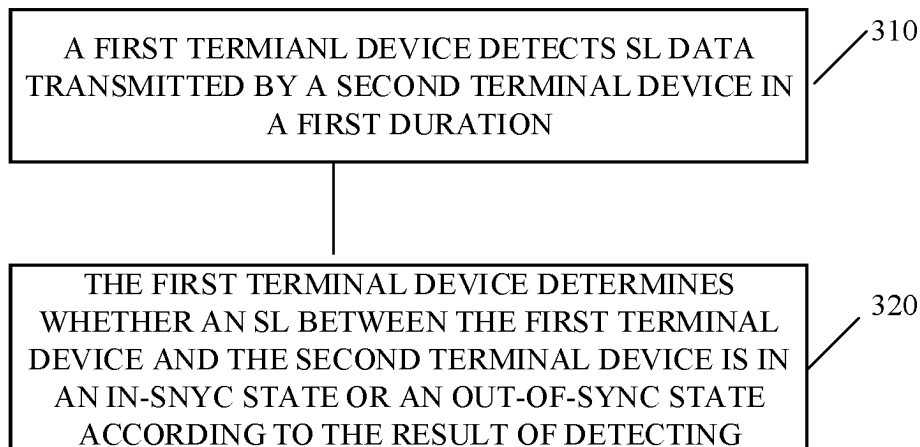 A FIRST TERMIANL DEVICE DETECTS SL DATA
TRANSMITTED BY A SECOND TERMINAL DEVICE IN
A FIRST DURATION
310
THE FIRST TERMINAL DEVICE DETERMINES
WHETHER AN SL BETWEEN THE FIRST TERMINAL
DEVICE AND THE SECOND TERMINAL DEVICE IS IN
AN IN-SNYC STATE OR AN OUT-OF-SYNC STATE
ACCORDING TO THE RESULT OF DETECTING
320